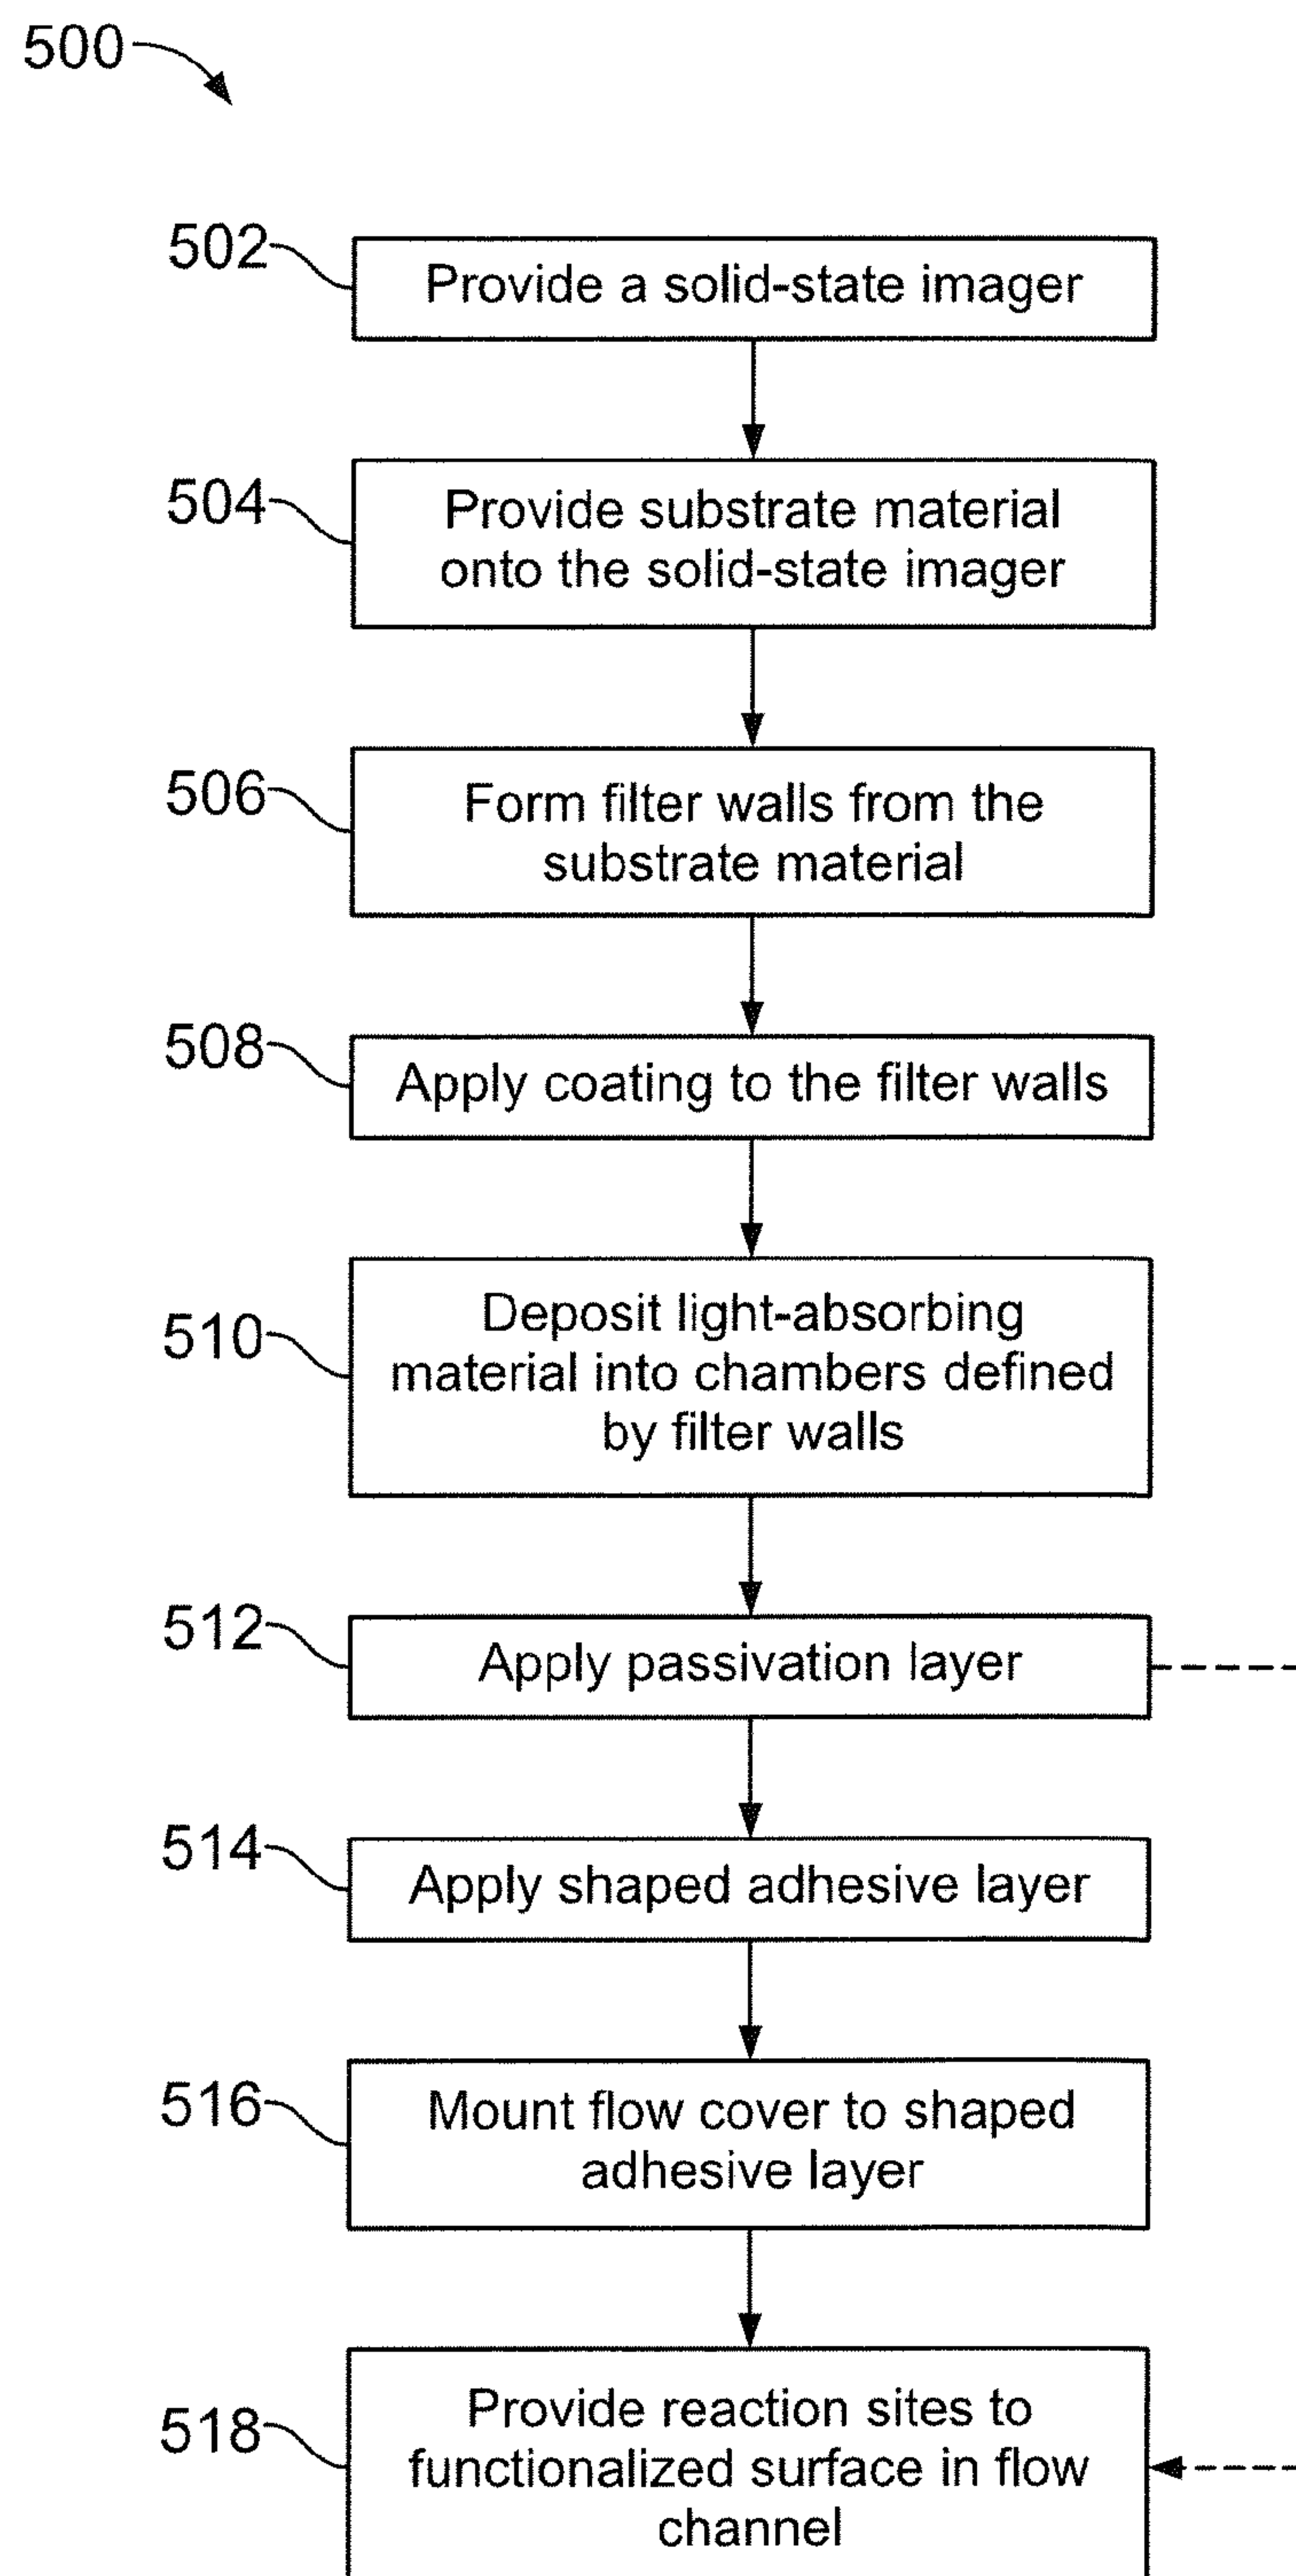 500
502
Provide a solid-state imager
504
Provide substrate material
onto the solid-state imager
506
Form filter walls from the
substrate material
508
Apply coating to the filter walls
510
Deposit light-absorbing
material into chambers defined
by filter walls
512
Apply passivation layer
514
Apply shaped adhesive layer
516
Mount flow cover to shaped
adhesive layer
518
Provide reaction sites to
functionalized surface in flow
channel